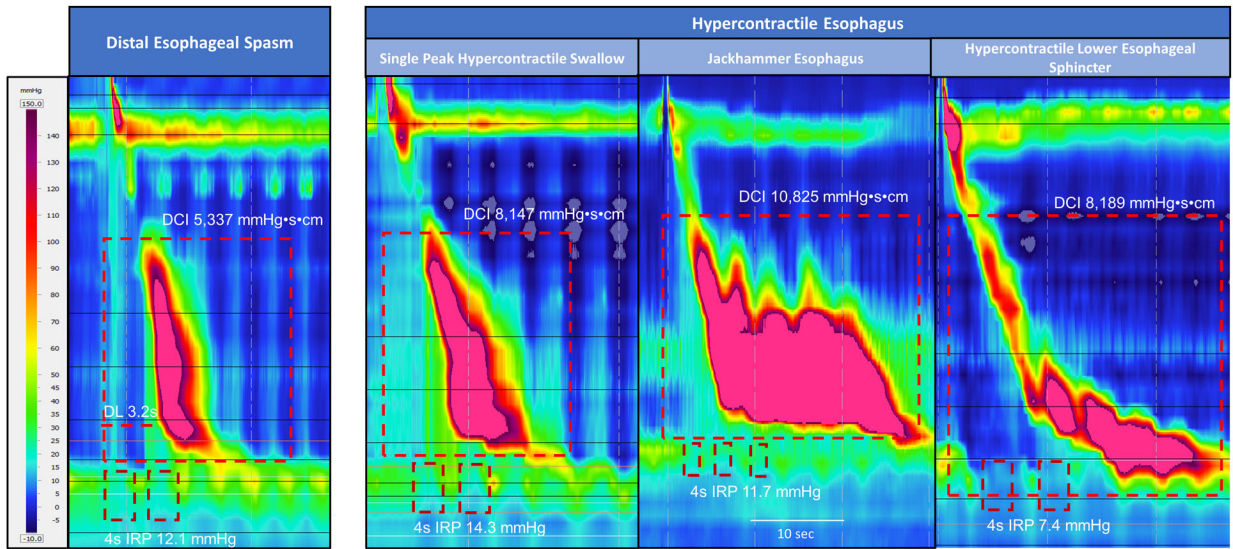 Distal Esophageal Spasm
Hypercontractile Esophagus
Single Peak Hypercontractile Swallow
Jackhammer Esophagus
Hypercontractile Lower Esophageal
Sphincter
mmHg
150.0
140
120
100
90
80
70
60
50
45
40
35
30
25
20
15
10
5
0
-5
-10.0
DCI 5,337 mmHg•s•cm
DL 3.2s
4s IRP 12.1 mmHg
DCI 8,147 mmHg•s•cm
4s IRP 14.3 mmHg
DCI 10,825 mmHg•s•cm
4s IRP 11.7 mmHg
10 sec
DCI 8,189 mmHg•s•cm
4s IRP 7.4 mmHg